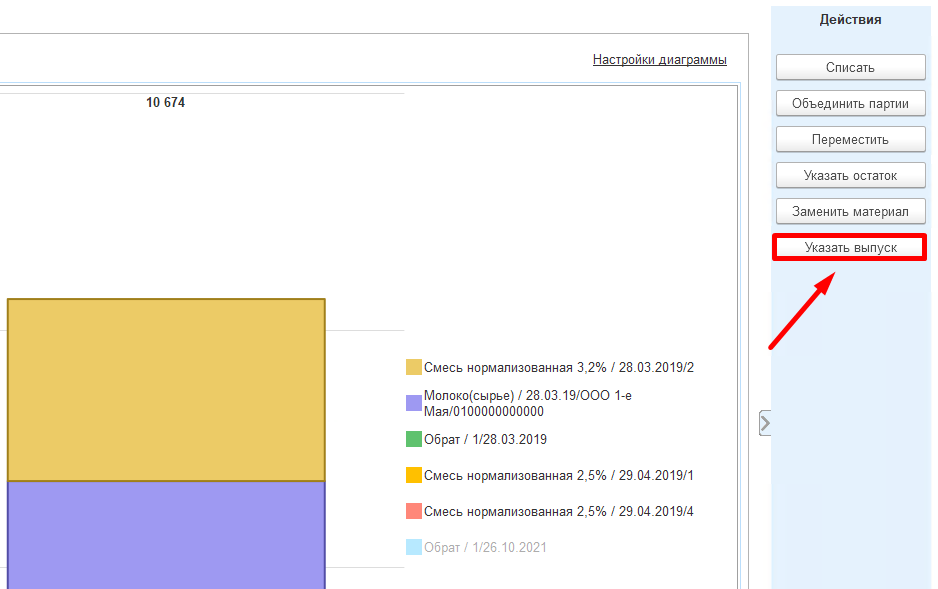 Действия
Настройки диаграммы
Списать
10 674
Объединить партии
Переместить
Указать остаток
Заменить материал
Указать выпуск
Смесь нормализованная 3,2% / 28.03.2019/2
Молоко(сырье) / 28.03.19/ООО 1-е
Мая/0100000000000
Обрат / 1/28.03.2019
Смесь нормализованная 2,5% / 29.04.2019/1
Смесь нормализованная 2,5% / 29.04.2019/4
Обрат / 1/26.10.2021